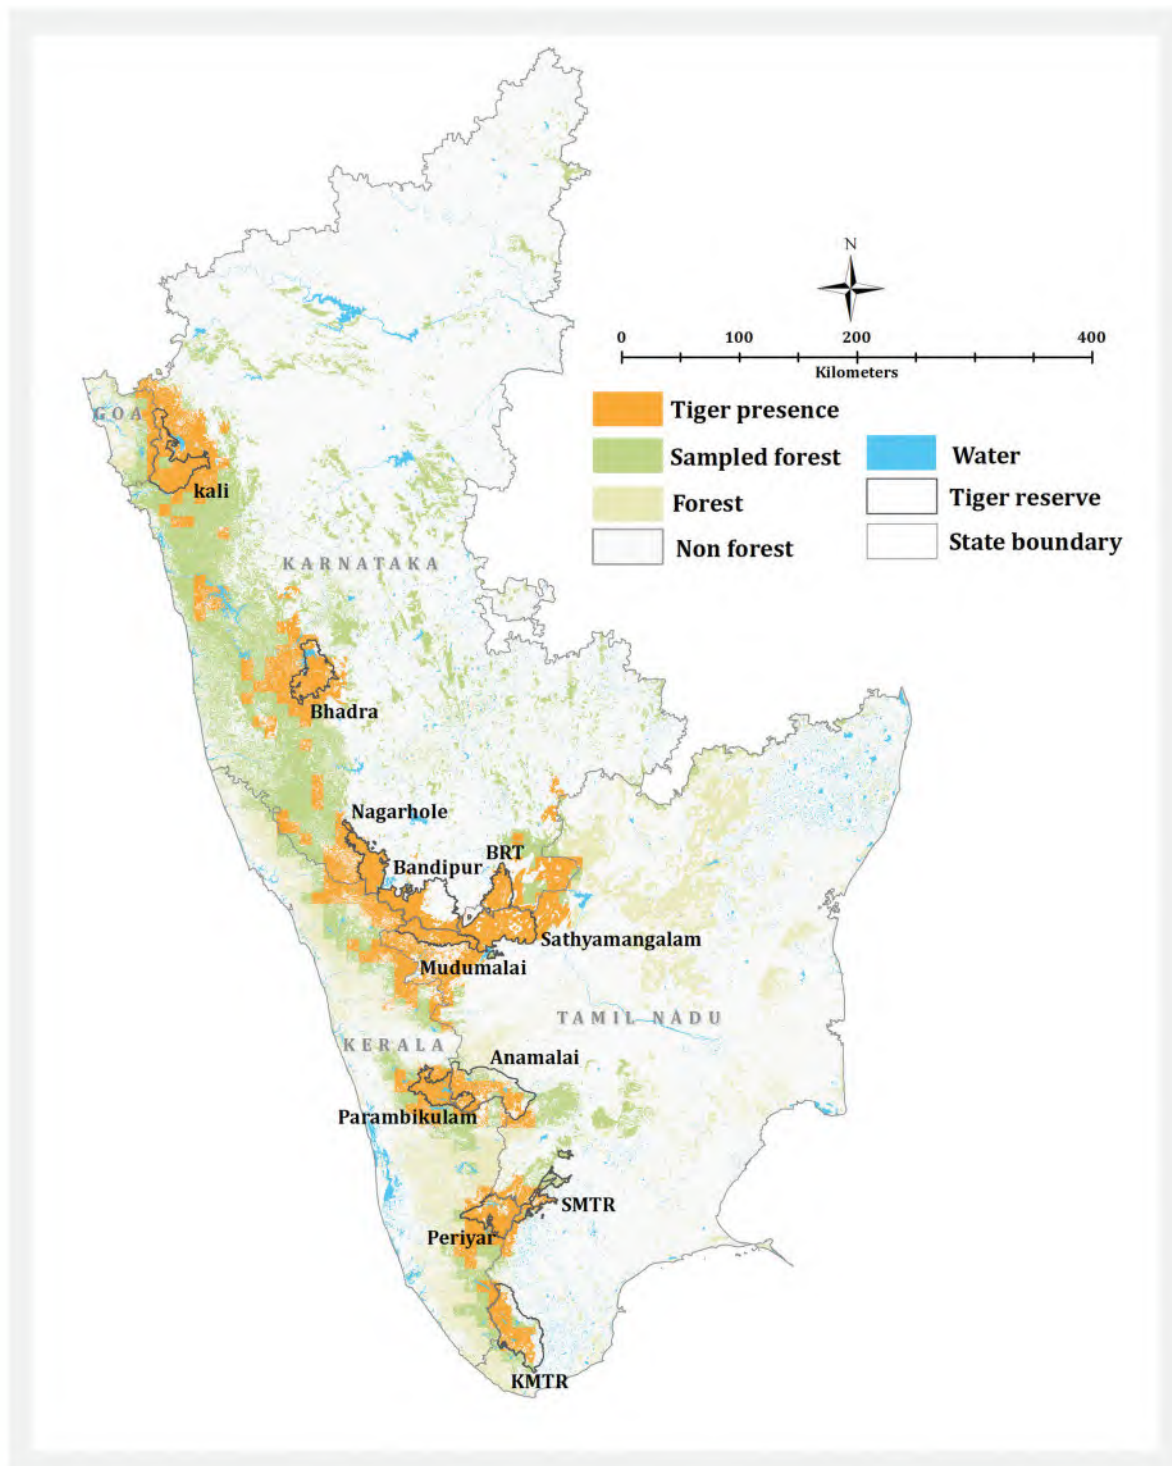 N
0 100 200 400
Kilometers
Tiger presence
Sampled forest
Water
Forest
Tiger reserve
Non forest
State boundary
GOA
kali
KARNATAKA
Bhadra
Nagarhole
Bandipur
BRT
Sathyamangalam
Mudumalai
TAMIL NADU
KERALA
Anamalai
Parambikulam
SMTR
Periyar
KMTR